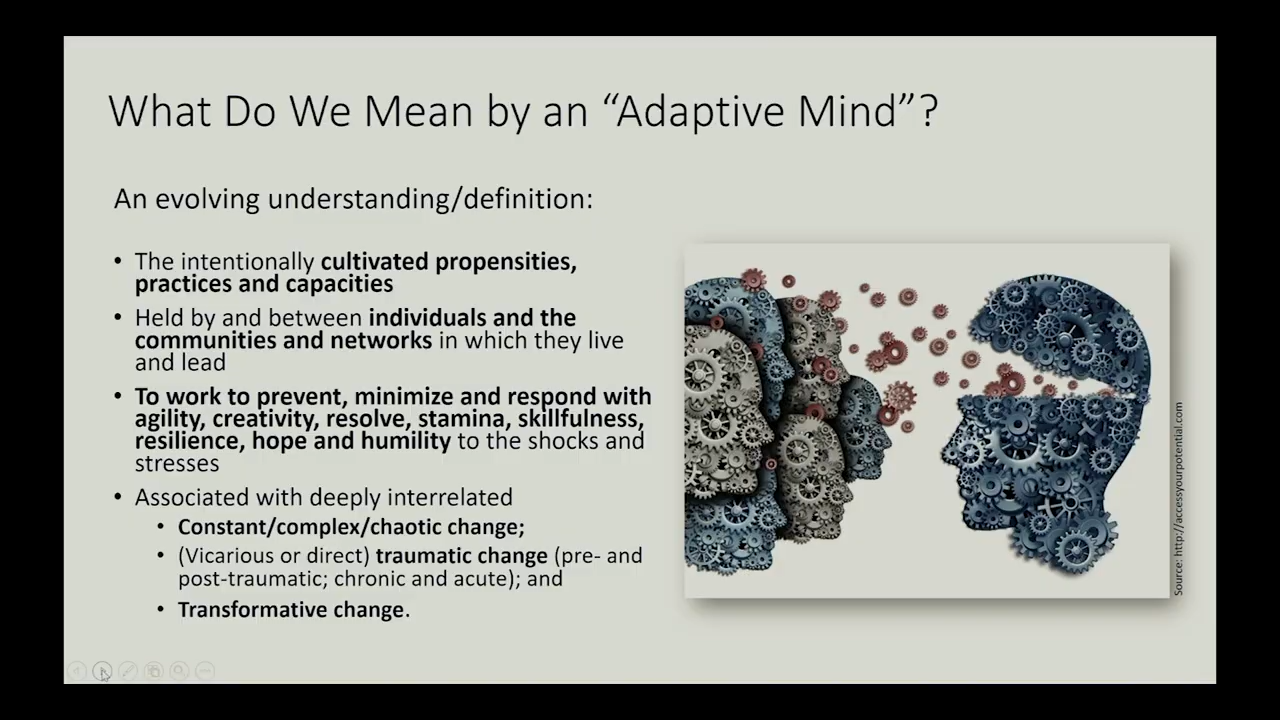 What Do We Mean by an “Adaptive Mind”?
An evolving understanding/definition:
• The intentionally cultivated propensities,
practices and capacities
• Held by and between individuals and the
communities and networks in which they live
and lead
• To work to prevent, minimize and respond with
agility, creativity, resolve, stamina, skillfulness,
resilience, hope and humility to the shocks and
stresses
• Associated with deeply interrelated
• Constant/complex/chaotic change;
• (Vicarious or direct) traumatic change (pre- and
post-traumatic; chronic and acute); and
• Transformative change.
Source: http://accessyourpotential.com